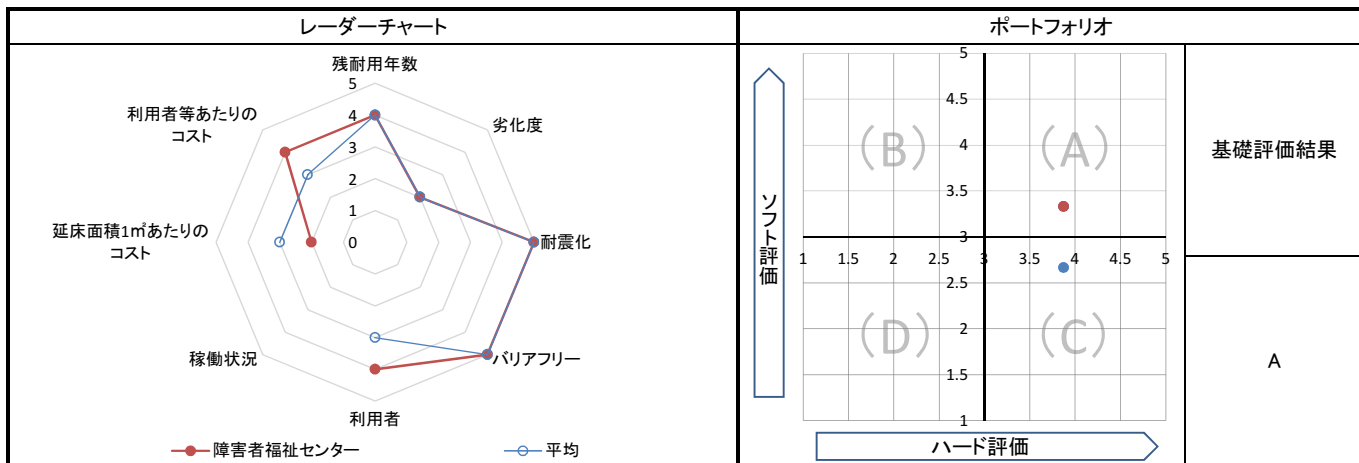 レーダーチャート
残耐用年数
劣化度
耐震化
バリアフリー
利用者
稼働状況
延床面積1㎡あたりの
コスト
利用者等あたりの
コスト
5
4
3
2
1
0
障害者福祉センター
平均
ポートフォリオ
ソフト評価
5
4.5
4
3.5
3
2.5
2
1.5
1
1 1.5 2 2.5 3 3.5 4 4.5 5
(B)
(A)
(D)
(C)
ハード評価
基礎評価結果
A